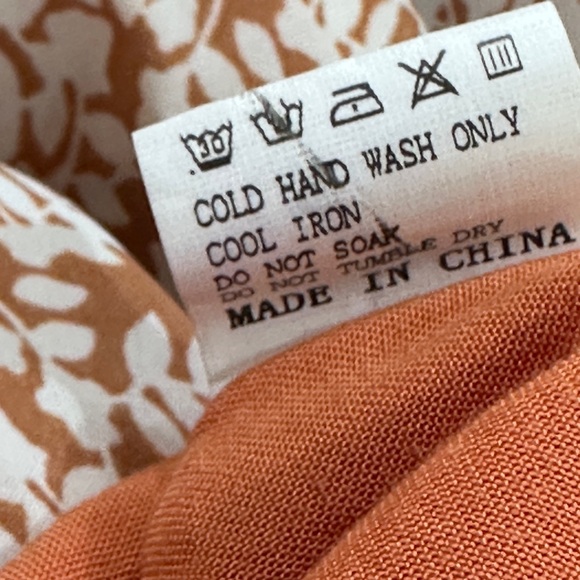 30
COLD HAND WASH ONLY
COOL IRON
DO NOT SOAK
DO NOT TUMBLE DRY
MADE IN CHINA